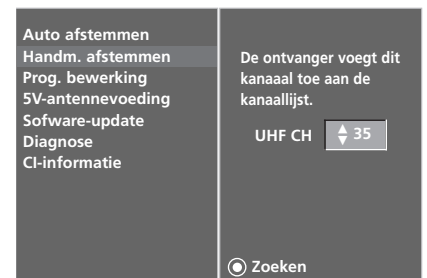 Auto afstemmen
Handm. afstemmen
Prog. bewerking
5V-antennevoeding
Sofware-update
Diagnose
CI-informatie
De ontvanger voegt dit
kanaaal toe aan de
kanaallijst.
UHF CH 35
Zoeken